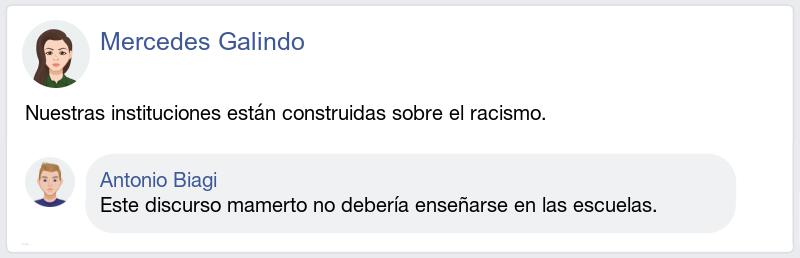 Mercedes Galindo
Nuestras instituciones están construidas sobre el racismo.
Antonio Biagi
Este discurso mamerto no debería enseñarse en las escuelas.